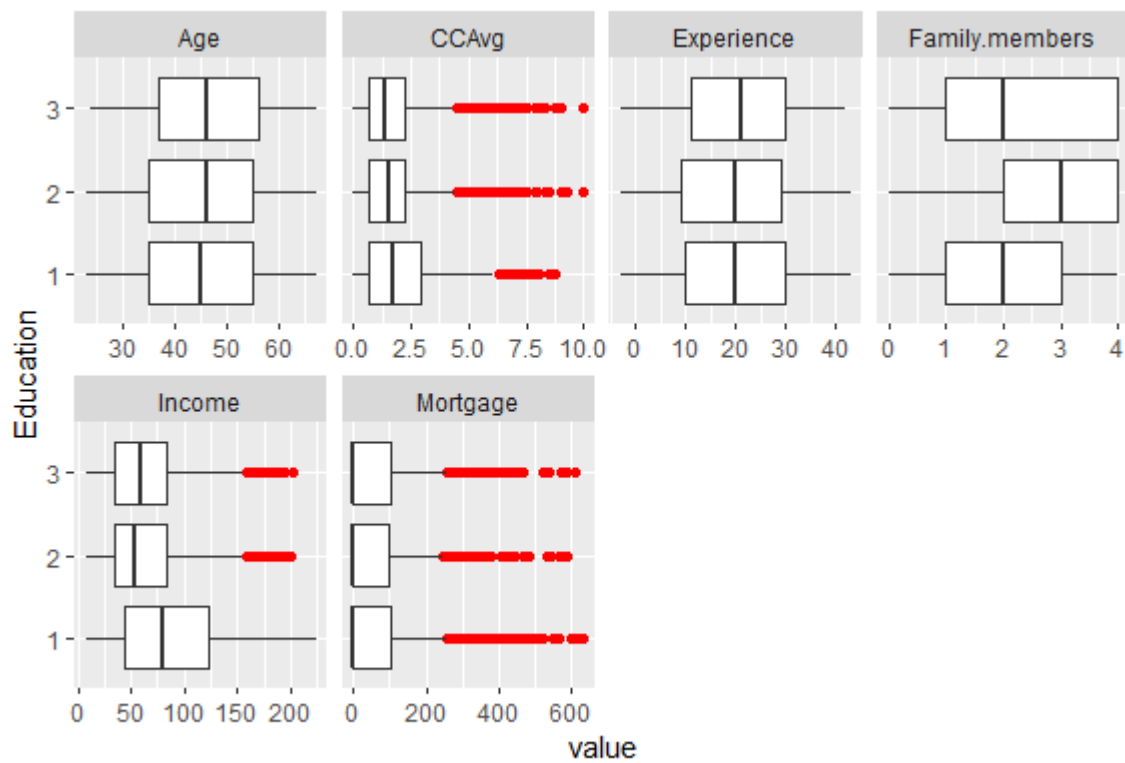 Age CCAvg Experience Family.members
3
2
1
30 40 50 60 0.0 2.5 5.0 7.5 10.0 0 10 20 30 40 0 1 2 3 4
Education
Income Mortgage
3
2
1
0 50 100 150 200 0 200 400 600
value